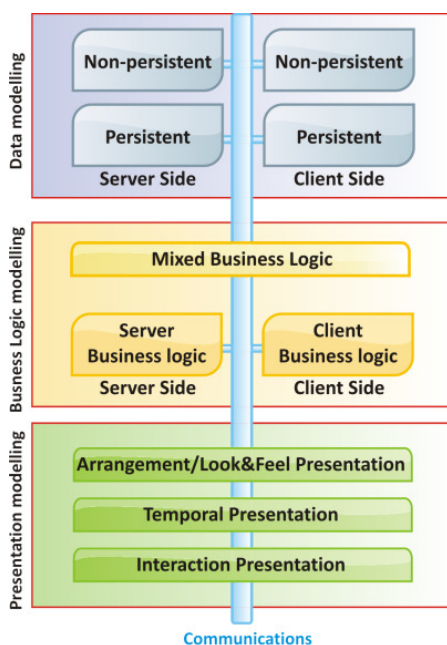 Data modelling
Non-persistent
Non-persistent
Persistent
Persistent
Server Side
Client Side
Busness Logic modelling
Mixed Business Logic
Server
Business logic
Client
Business logic
Server Side
Client Side
Presentation modelling
Arrangement/Look&Feel Presentation
Temporal Presentation
Interaction Presentation
Communications